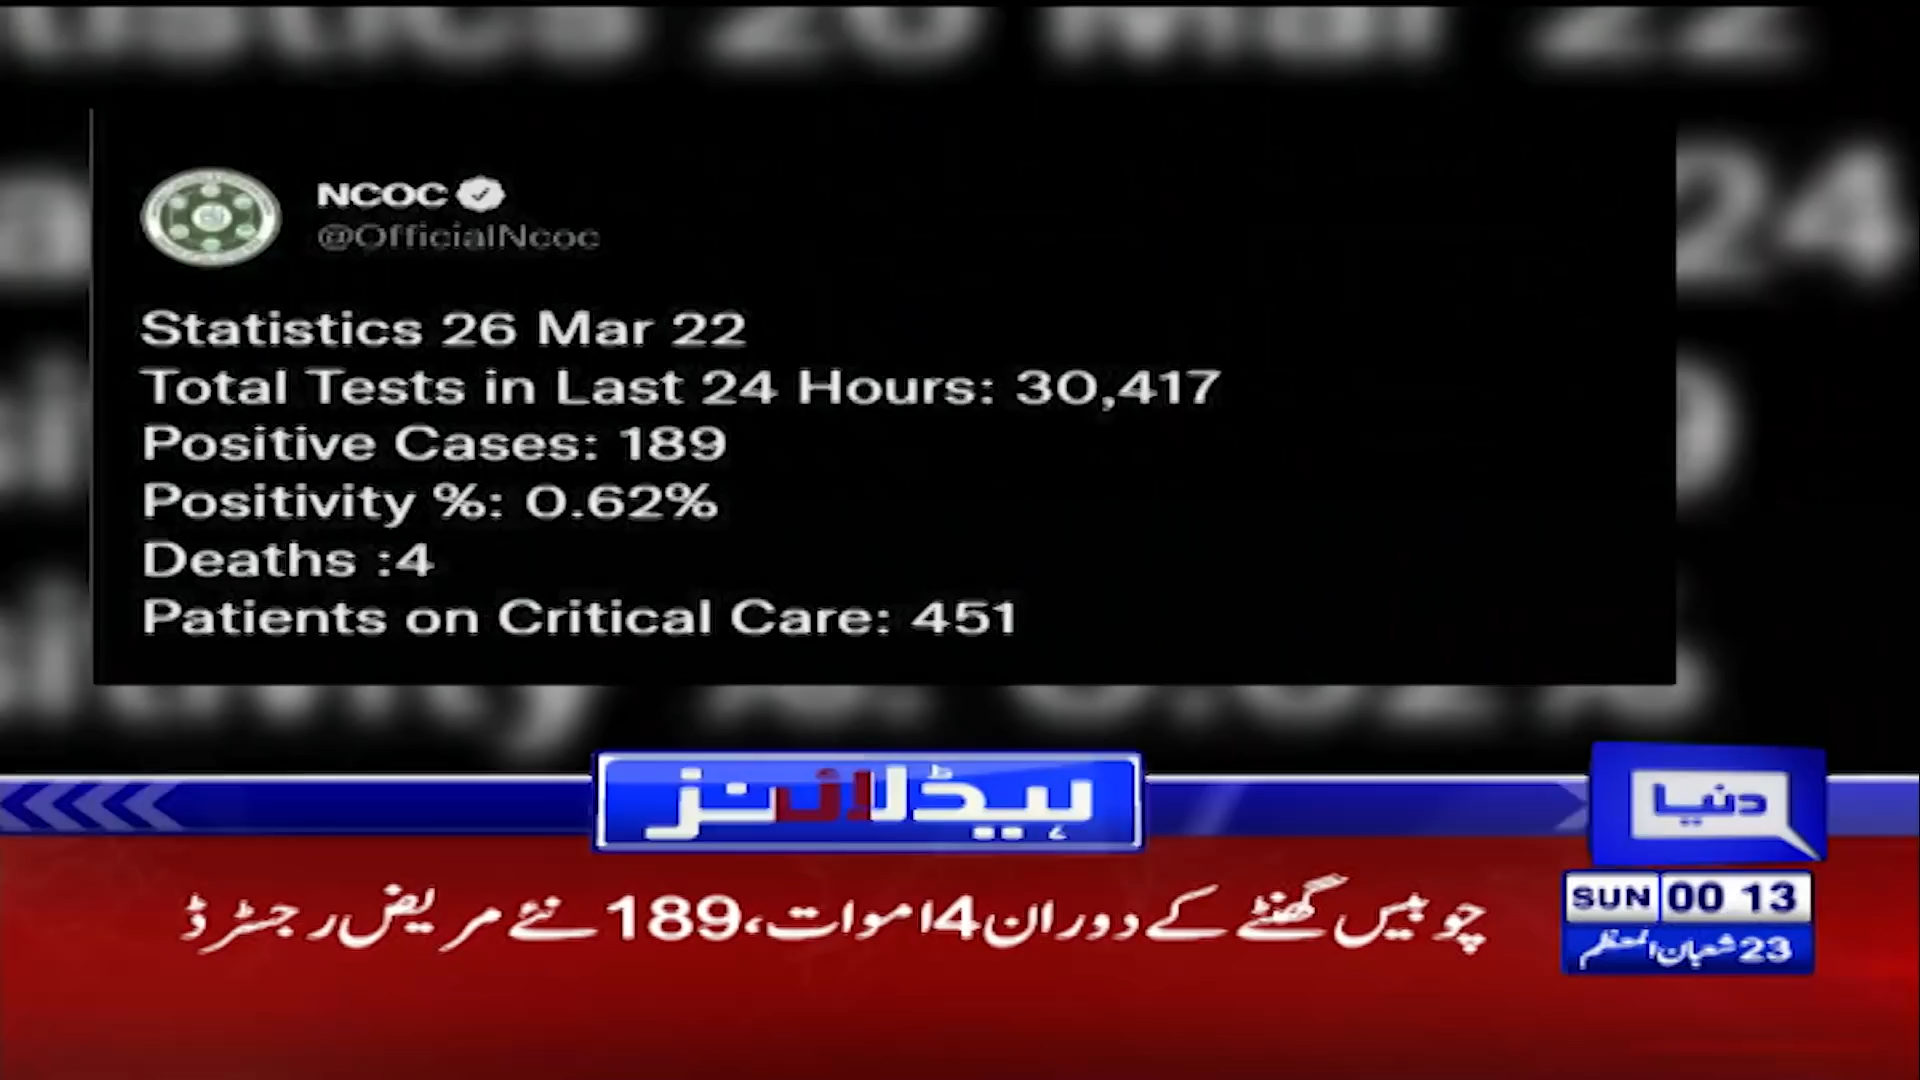 NCOC
@OfficialNcoc
Statistics 26 Mar 22
Total Tests in Last 24 Hours: 30,417
Positive Cases: 189
Positivity %: 0.62%
Deaths :4
Patients on Critical Care: 451
ہیڈلائنز
دنیا
چوبیس گھنٹے کے دوران 4 اموات، 189 نئے مریض رجسٹرڈ
SUN 00 13
23 شعبان المعظم